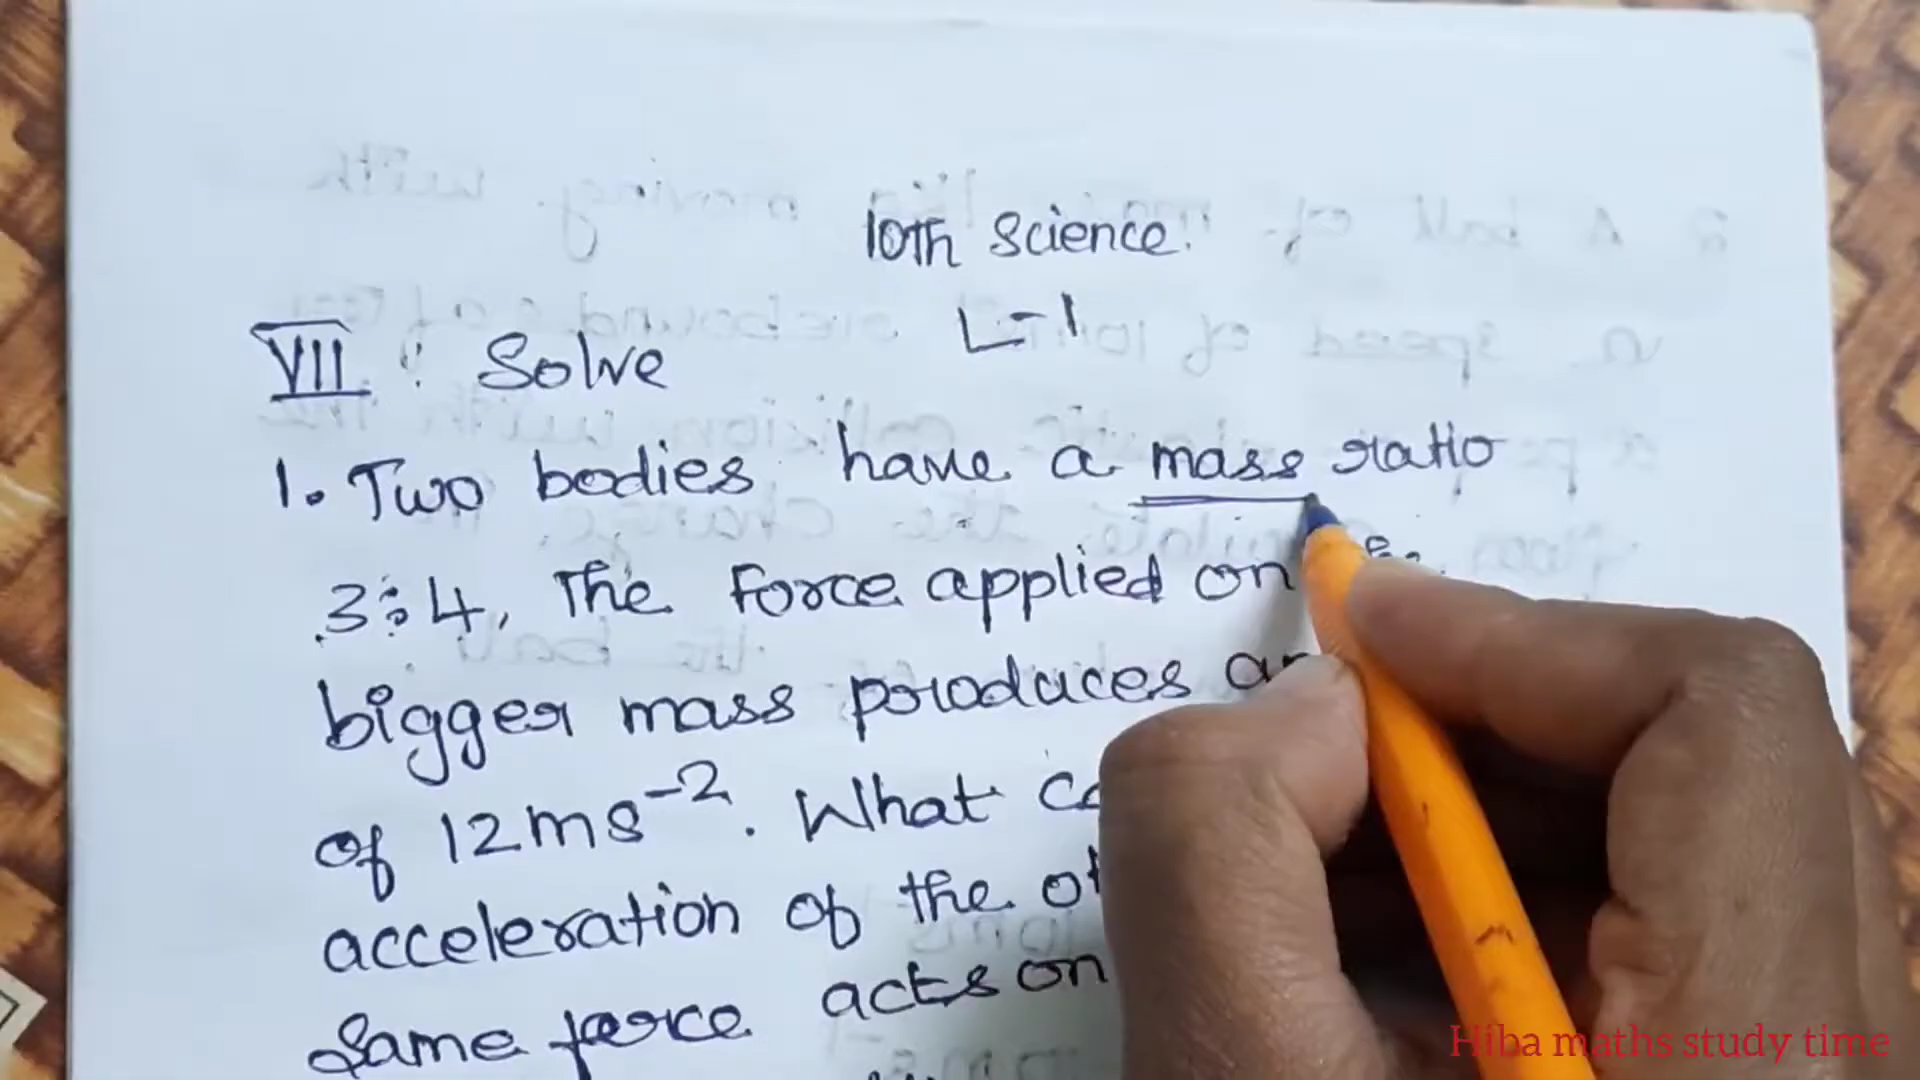 10th Science.
L-1
VII. Solve
1. Two bodies have a mass ratio
3:4, The Force applied on
bigger mass produces
of 12ms⁻². What
acceleration of the
Same force acts on
Hiba maths study time